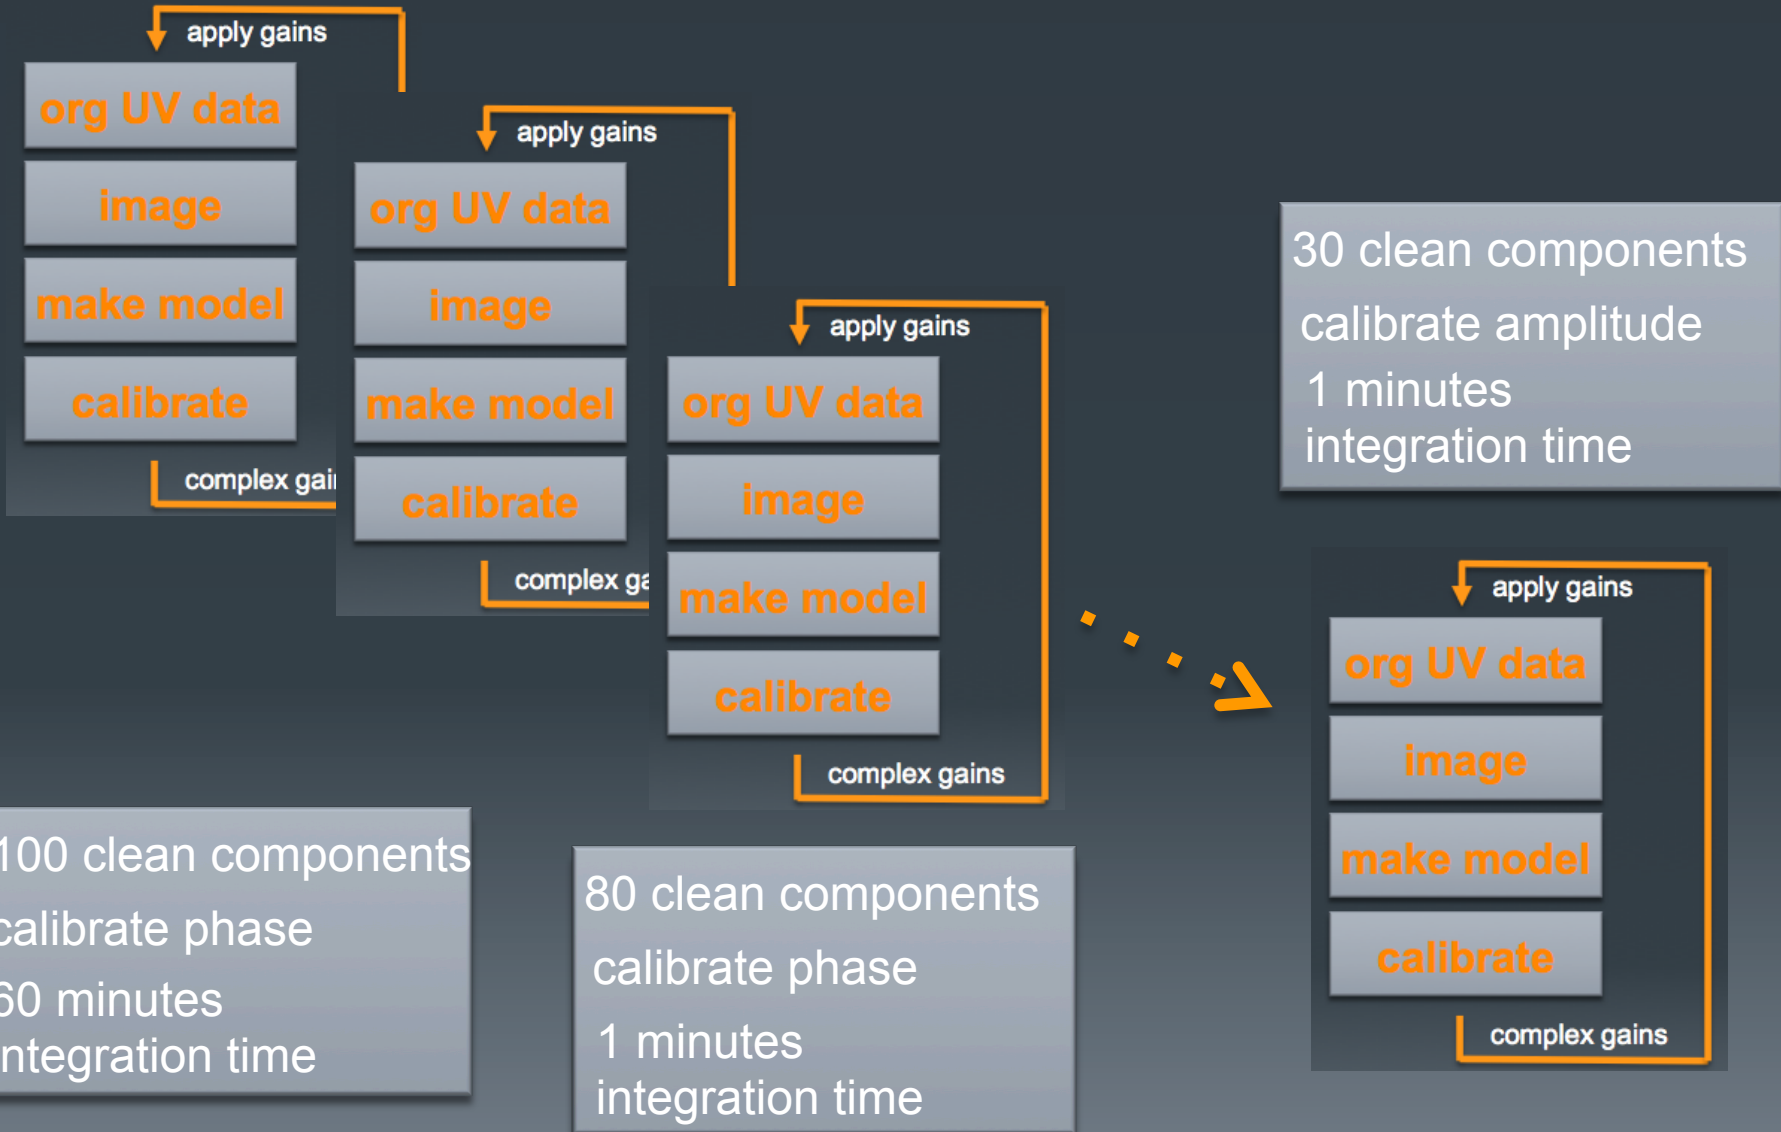 apply gains
org UV data
image
make model
calibrate
complex gai
apply gains
org UV data
image
make model
calibrate
complex ga
apply gains
org UV data
image
make model
calibrate
complex gains
30 clean components
calibrate amplitude
1 minutes
integration time
apply gains
org UV data
image
make model
calibrate
complex gains
100 clean components
calibrate phase
60 minutes
integration time
80 clean components
calibrate phase
1 minutes
integration time